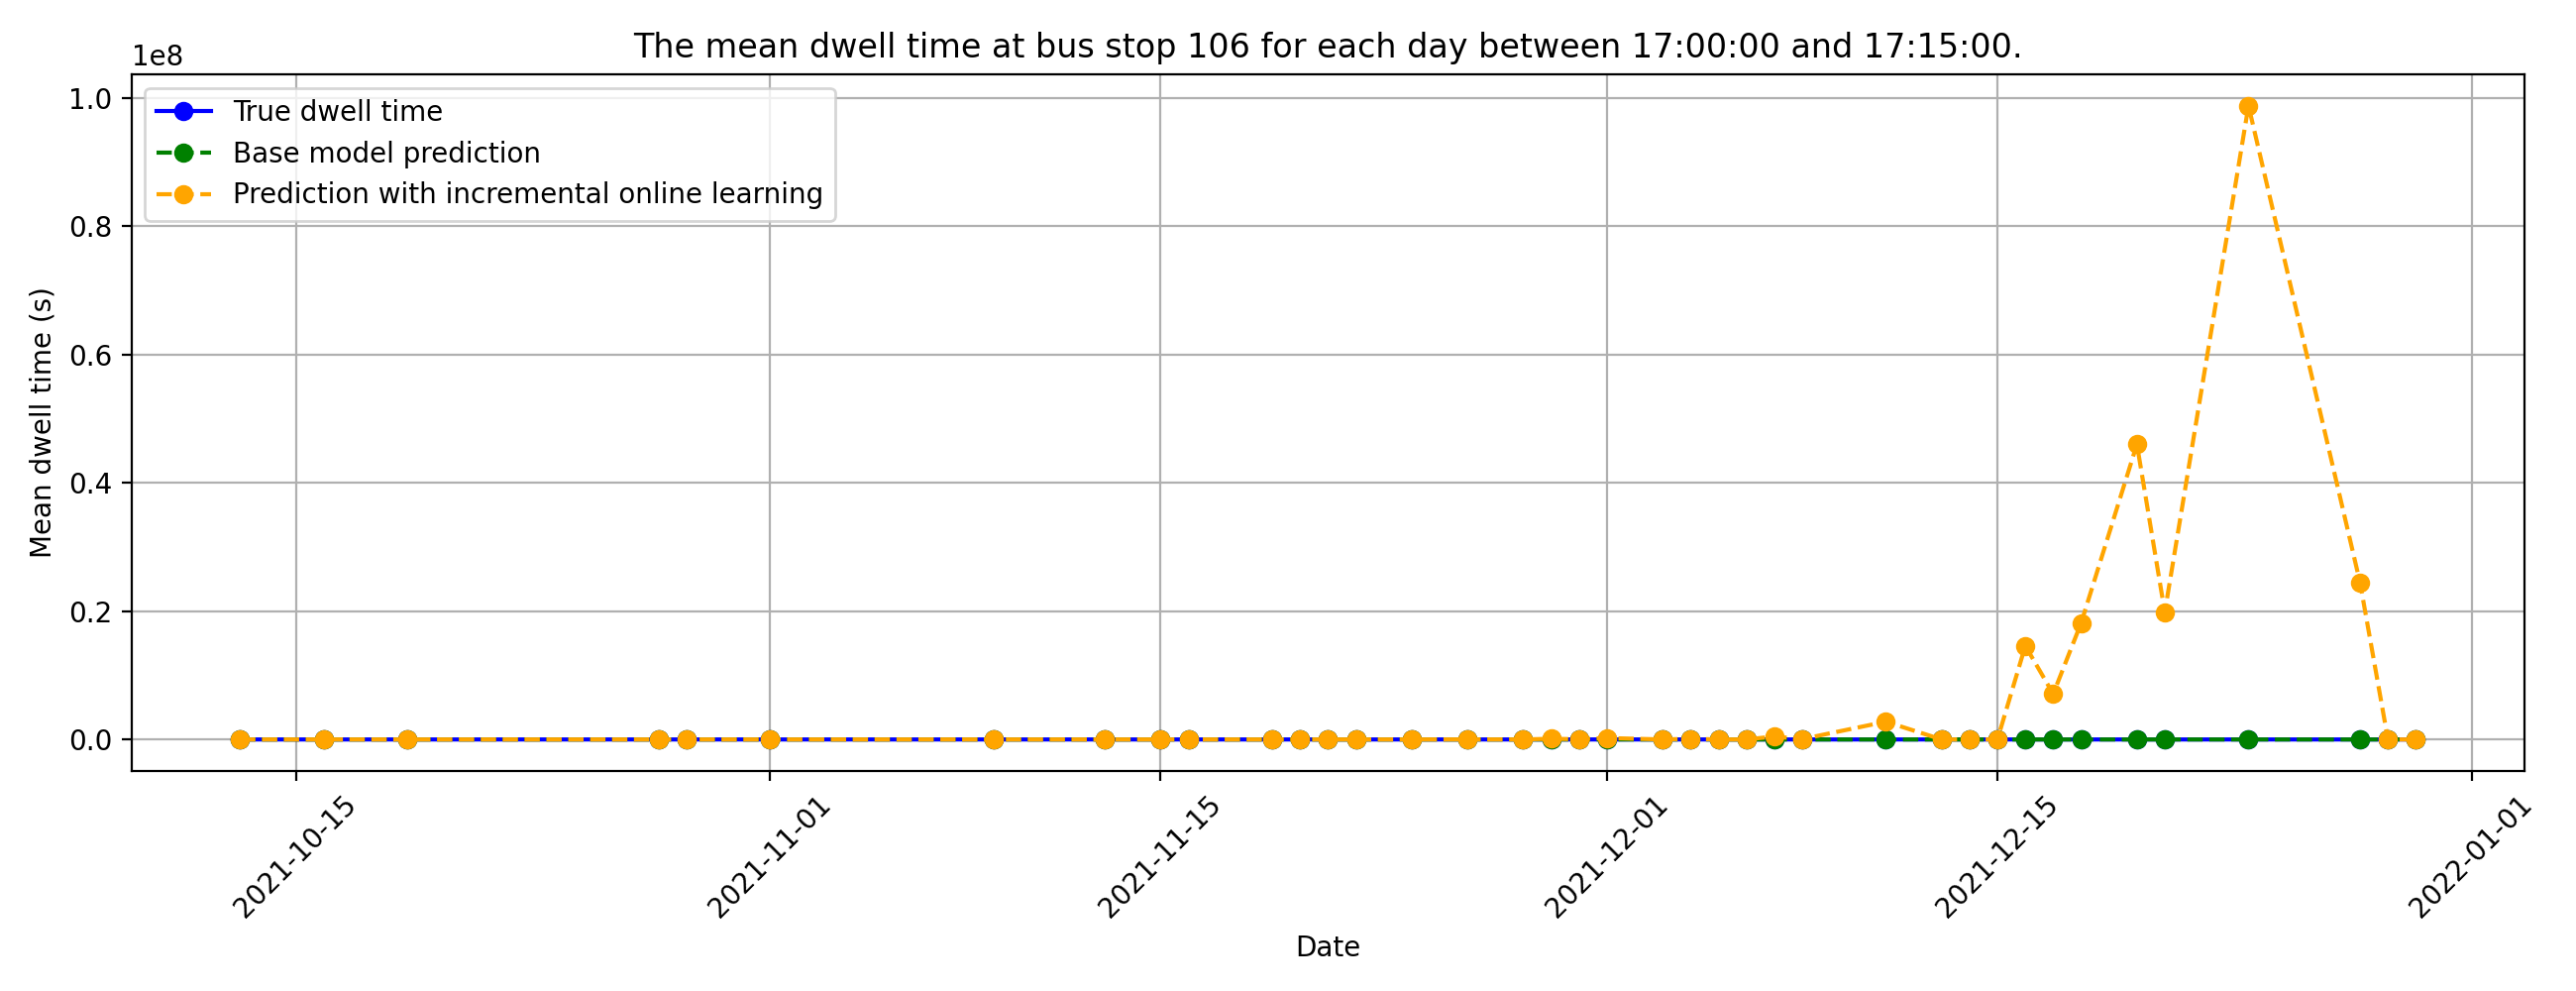 The mean dwell time at bus stop 106 for each day between 17:00:00 and 17:15:00.
1e8
True dwell time
Base model prediction
Prediction with incremental online learning
Mean dwell time (s)
1.0
0.8
0.6
0.4
0.2
0.0
2021-10-15
2021-11-01
2021-11-15
2021-12-01
2021-12-15
2022-01-01
Date